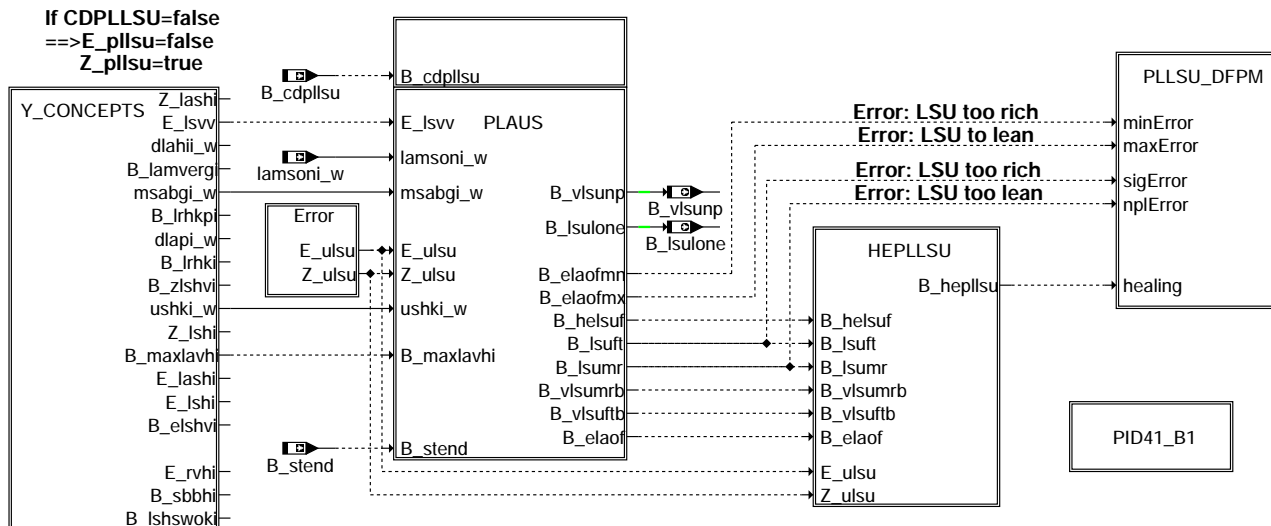 If CDPLLSU=false
==>E_pllsu=false
Z_pllsu=true
B_cdpllsu
B_cdpllsu
Y_CONCEPTS
Z_lashi
E_lsvv
dlahii_w
B_lamvergi
msabgi_w
B_lrhkpi
dlapi_w
B_lrhki
B_zlshvi
ushki_w
Z_lshi
B_maxlavhi
E_lashi
E_lshi
B_elshvi
E_rvhi
B_sbbhi
B_lshswoki
lamsoni_w
Error
E_ulsu
Z_ulsu
B_stend
PLAUS
E_lsvv
lamsoni_w
msabgi_w
E_ulsu
Z_ulsu
ushki_w
B_maxlavhi
B_stend
B_vlsunp
B_lsulone
B_elaofmn
B_elaofmx
B_helsuf
B_lsuft
B_lsumr
B_vlsumrb
B_vlsuftb
B_elaof
B_vlsunp
B_lsulone
Error: LSU too rich
Error: LSU to lean
Error: LSU too rich
Error: LSU too lean
HEPLLSU
B_hepllsu
B_helsuf
B_lsuft
B_lsumr
B_vlsumrb
B_vlsuftb
B_elaof
E_ulsu
Z_ulsu
PLLSU_DFPM
minError
maxError
sigError
nplError
healing
PID41_B1